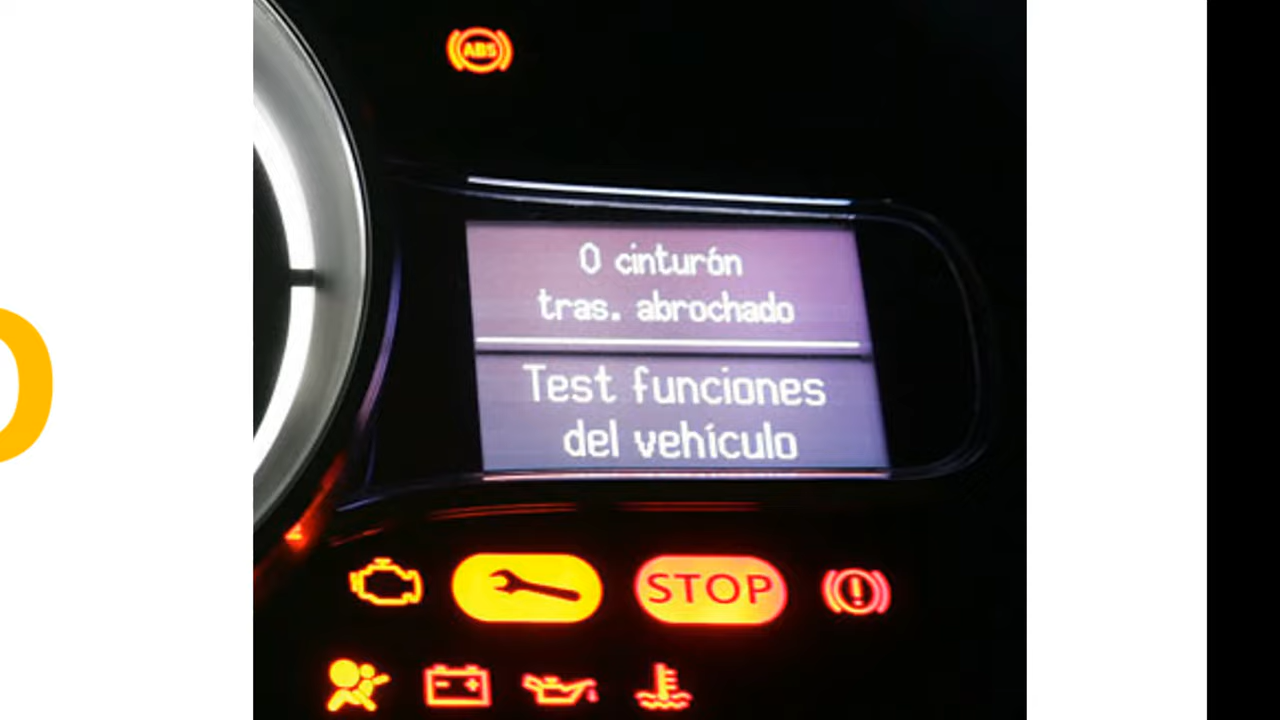 ABS
0 cinturón
tras. abrochado
Test funciones
del vehículo
STOP